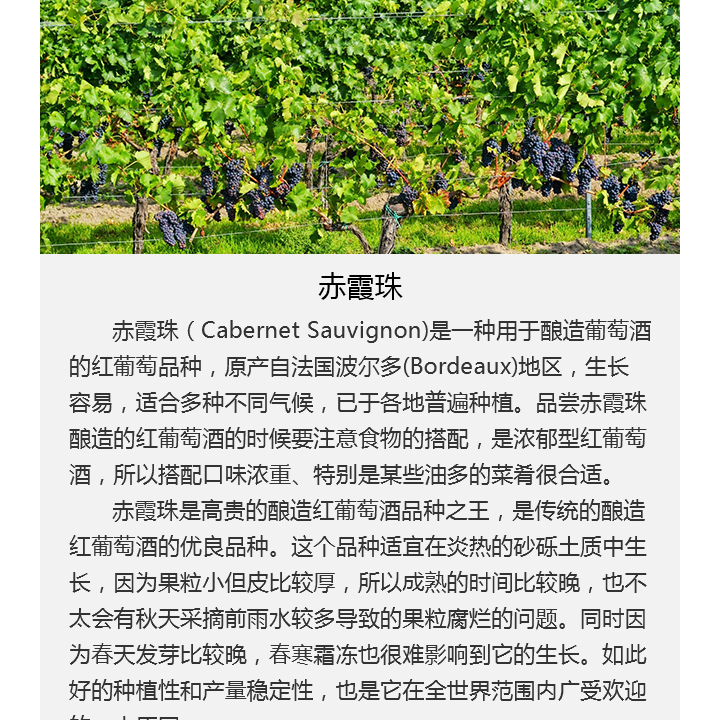 赤霞珠
赤霞珠（Cabernet Sauvignon)是一种用于酿造葡萄酒
的红葡萄品种，原产自法国波尔多(Bordeaux)地区，生长
容易，适合多种不同气候，已于各地普遍种植。品尝赤霞珠
酿造的红葡萄酒的时候要注意食物的搭配，是浓郁型红葡萄
酒，所以搭配口味浓重、特别是某些油多的菜肴很合适。
赤霞珠是高贵的酿造红葡萄酒品种之王，是传统的酿造
红葡萄酒的优良品种。这个品种适宜在炎热的砂砾土质中生
长，因为果粒小但皮比较厚，所以成熟的时间比较晚，也不
太会有秋天采摘前雨水较多导致的果粒腐烂的问题。同时因
为春天发芽比较晚，春寒霜冻也很难影响到它的生长。如此
好的种植性和产量稳定性，也是它在全世界范围内广受欢迎